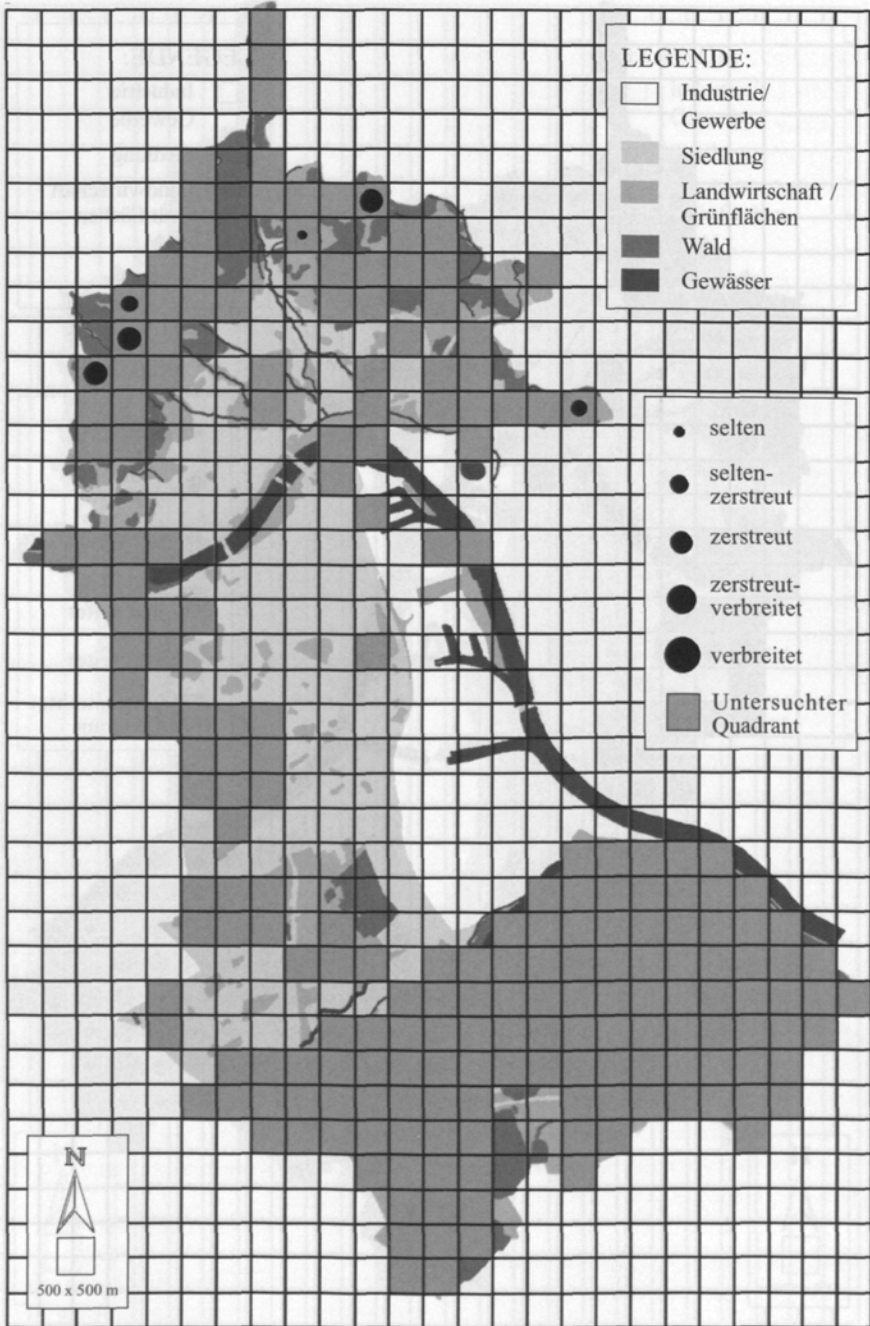 LEGENDE:
Industrie/
Gewerbe
Siedlung
Landwirtschaft /
Grünflächen
Wald
Gewässer
selten
selten-
zerstreut
zerstreut
zerstreut-
verbreitet
verbreitet
Untersuchter
Quadrant
N
500 x 500 m